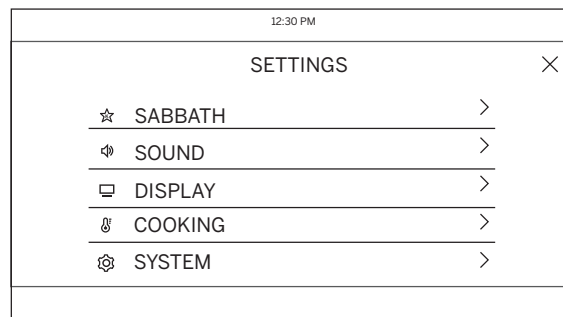 12:30 PM
SETTINGS
SABBATH
SOUND
DISPLAY
COOKING
SYSTEM